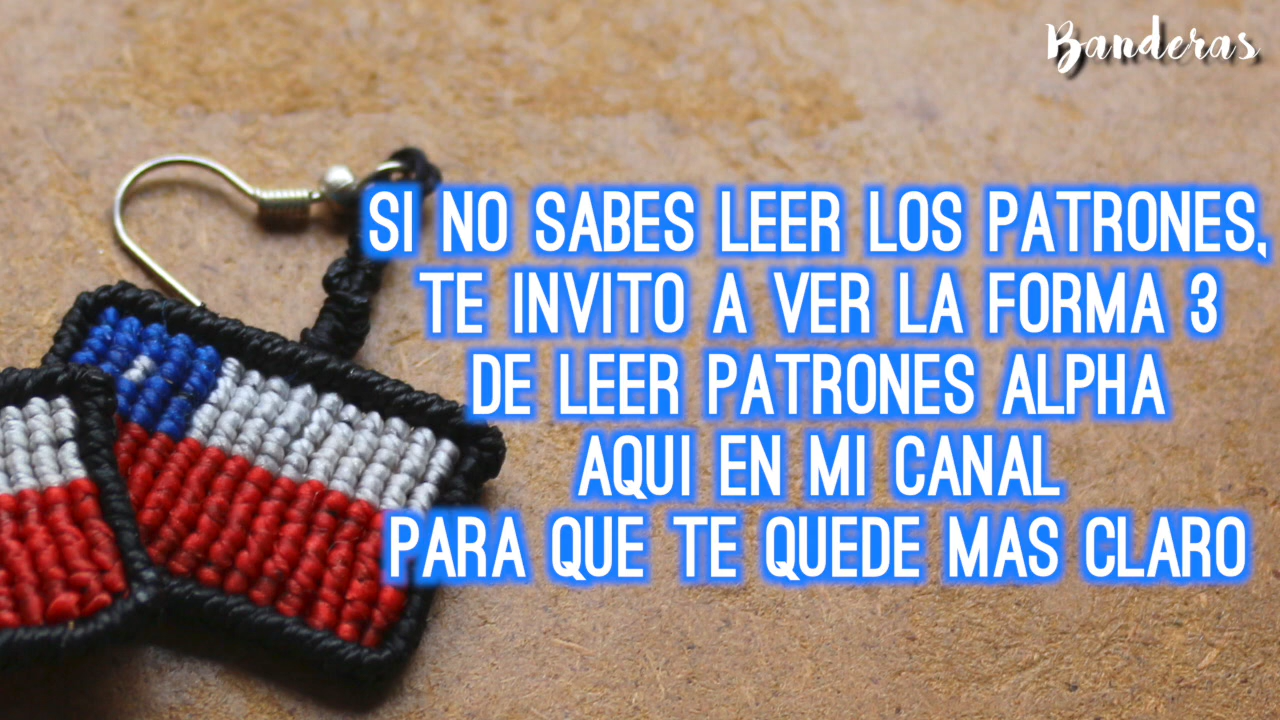 Banderas
SI NO SABES LEER LOS PATRONES,
TE INVITO A VER LA FORMA 3
DE LEER PATRONES ALPHA
AQUI EN MI CANAL
PARA QUE TE QUEDE MAS CLARO